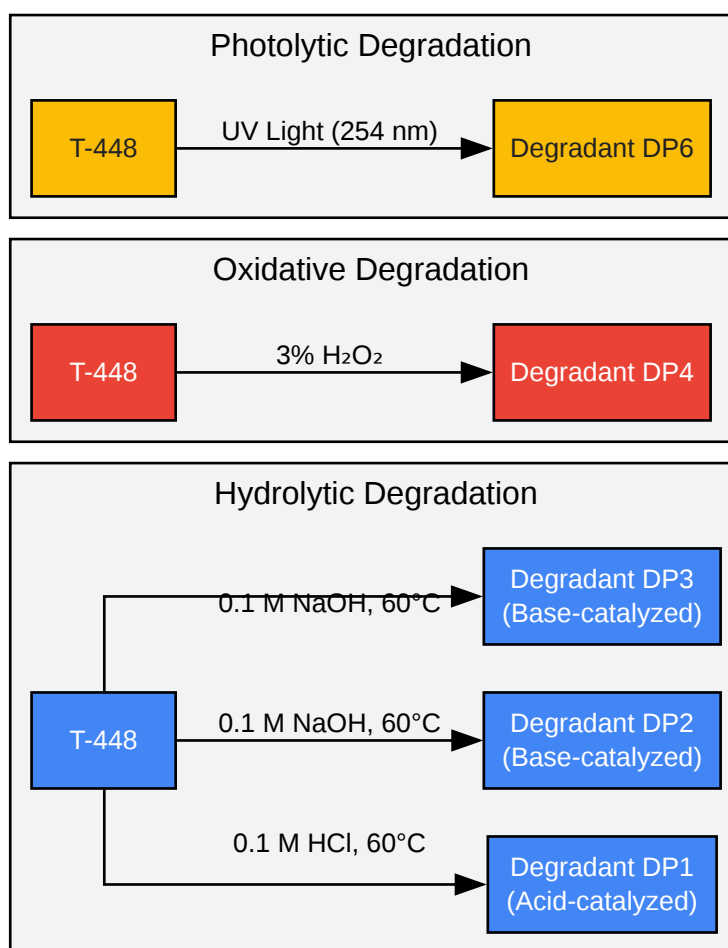 Photolytic Degradation
T-448
UV Light (254 nm)
Degradant DP6
Oxidative Degradation
T-448
3% H₂O₂
Degradant DP4
Hydrolytic Degradation
0.1 M NaOH, 60°C
Degradant DP3
(Base-catalyzed)
T-448
0.1 M NaOH, 60°C
Degradant DP2
(Base-catalyzed)
0.1 M HCl, 60°C
Degradant DP1
(Acid-catalyzed)